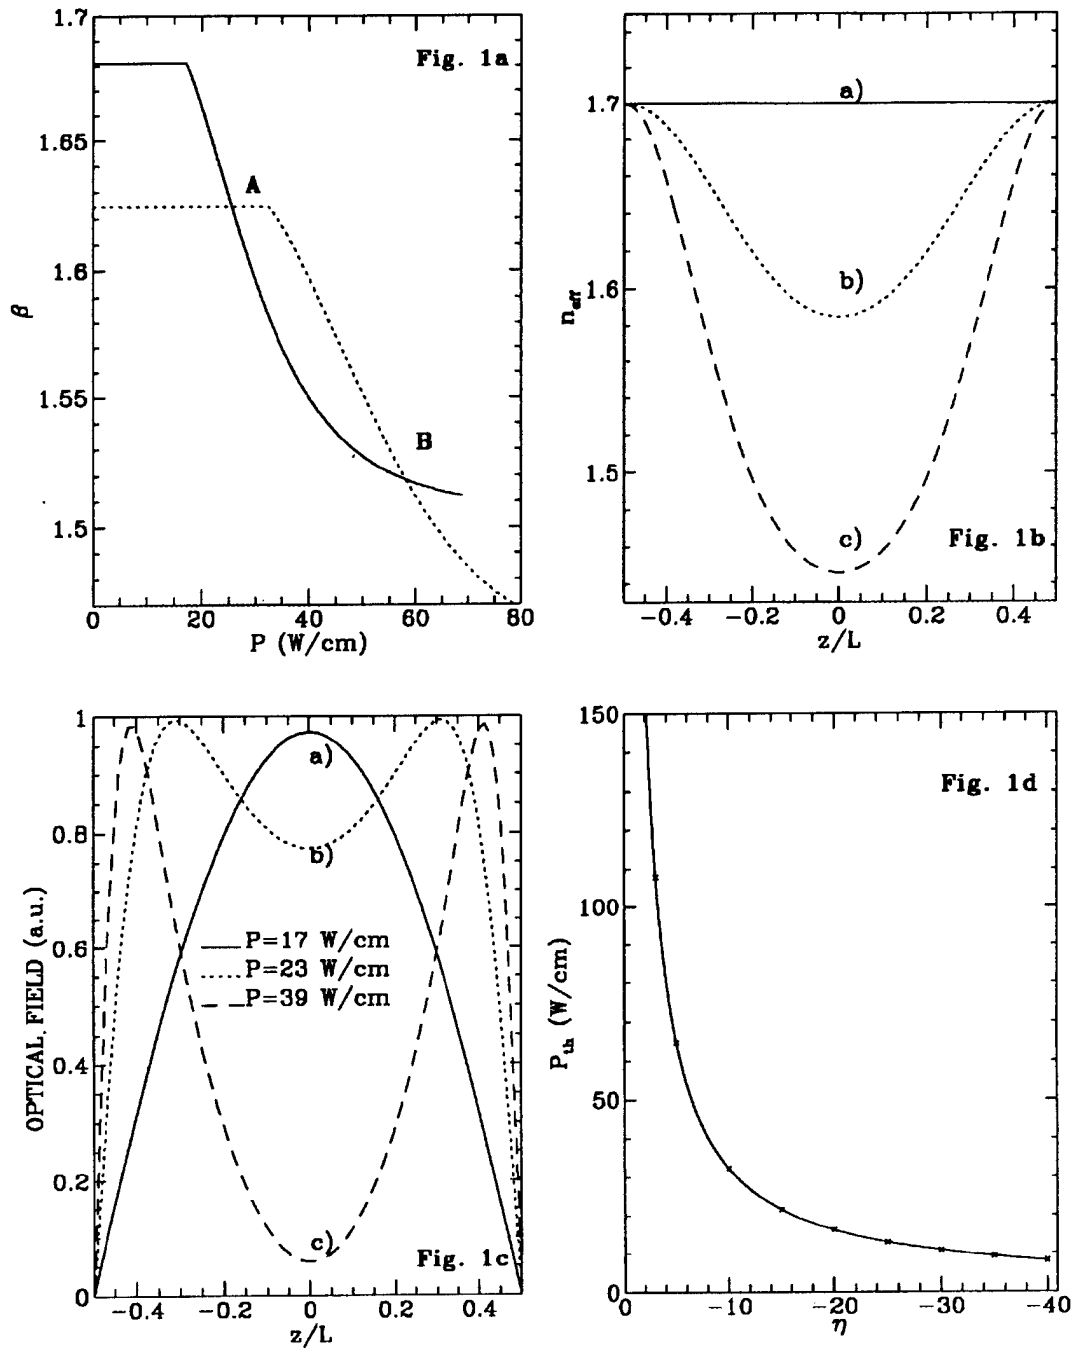 Fig. 1a
1.7
1.65
1.6
1.55
1.5
β
A
B
0
20
40
60
80
P (W/cm)
Fig. 1b
1.7
1.6
1.5
n_eff
a)
b)
c)
−0.4
−0.2
0
0.2
0.4
z/L
Fig. 1c
1
0.8
0.6
0.4
0.2
0
OPTICAL FIELD (a.u.)
a)
b)
c)
P=17 W/cm
P=23 W/cm
P=39 W/cm
−0.4
−0.2
0
0.2
0.4
z/L
Fig. 1d
150
100
50
0
P_th (W/cm)
0
−10
−20
−30
−40
η